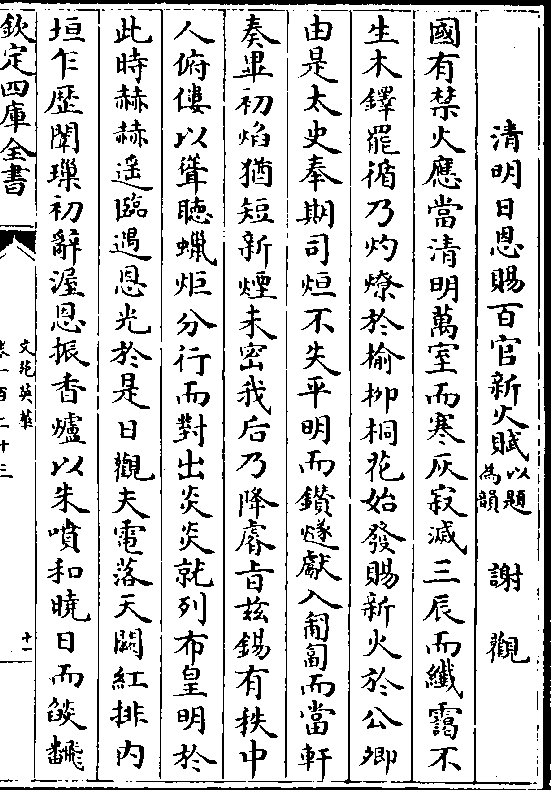 清明日恩賜百官新火賦以題為韻 謝觀
國有禁火應當清明萬室而寒灰寂滅三辰而纖靄不
生木鐸罷循乃灼燎於榆柳桐花始發賜新火於公卿
由是太史奉期司烜不失平明而鑽燧獻入匍匐而當軒
奏畢初焰猶短新煙未密我后乃降睿旨兹錫有秩中
人俯僂以聳聽蠟炬分行而對出炎炎就列布皇明於
此時赫赫遥臨遇恩光於是日觀夫電落天闕紅排内
垣乍歴闈璅初辭渥恩振香爐以朱噴和曉日而燄飜
欽定四庫全書
文苑英華
卷一百二十三
十一